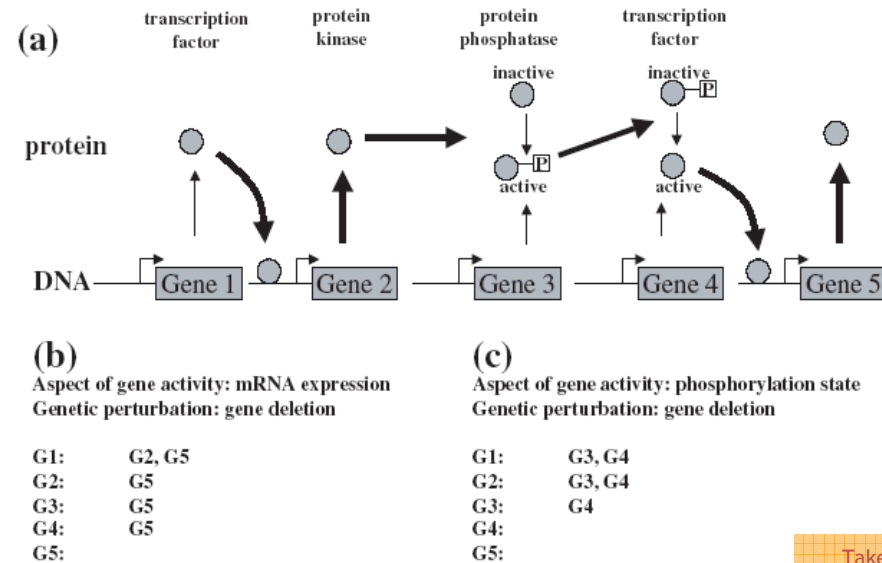 (a)
transcription
factor
protein
kinase
protein
phosphatase
transcription
factor
inactive
inactive
P
protein
P
active
active
DNA
Gene 1
Gene 2
Gene 3
Gene 4
Gene 5
(b)
Aspect of gene activity: mRNA expression
Genetic perturbation: gene deletion
G1: G2, G5
G2: G5
G3: G5
G4: G5
G5:
(c)
Aspect of gene activity: phosphorylation state
Genetic perturbation: gene deletion
G1: G3, G4
G2: G3, G4
G3: G4
G4:
G5:
Take